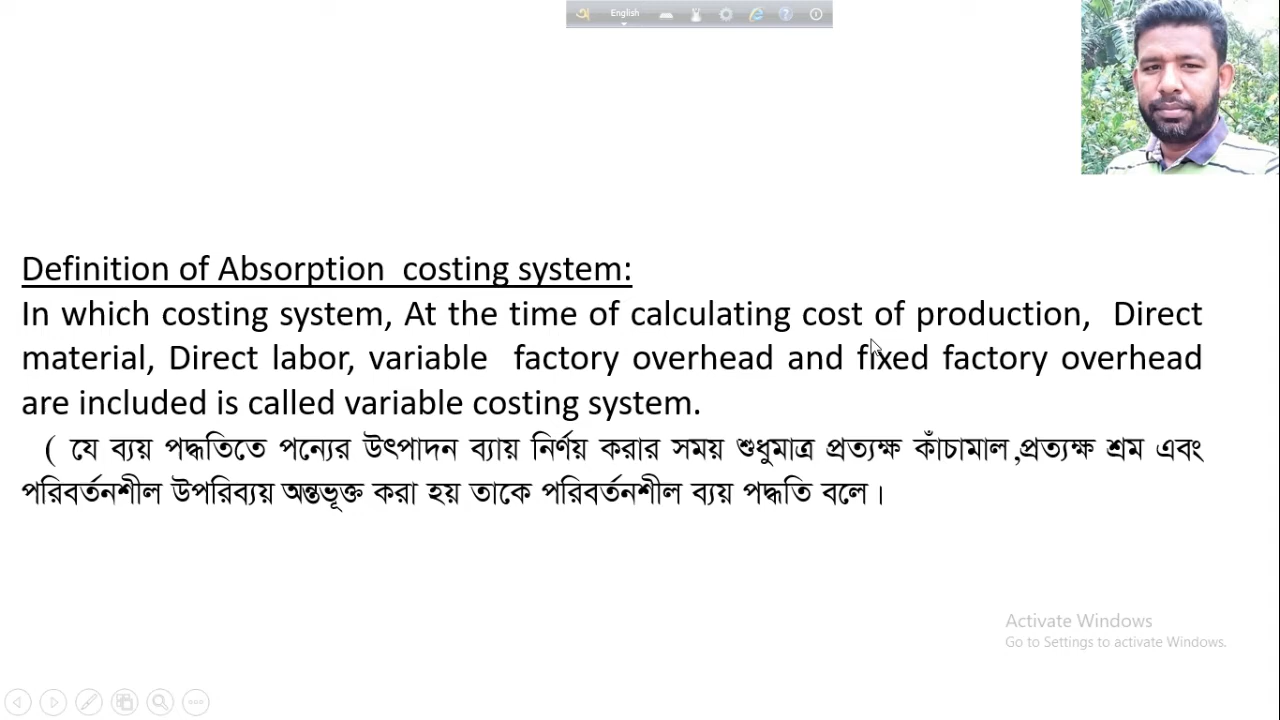 English
Definition of Absorption costing system:
In which costing system, At the time of calculating cost of production, Direct
material, Direct labor, variable factory overhead and fixed factory overhead
are included is called variable costing system.
( যে ব্যয় পদ্ধতিতে পন্যের উৎপাদন ব্যায় নির্ণয় করার সময় শুধুমাত্র প্রত্যক্ষ কাঁচামাল,প্রত্যক্ষ শ্রম এবং
পরিবর্তনশীল উপরিব্যয় অন্তভূক্ত করা হয় তাকে পরিবর্তনশীল ব্যয় পদ্ধতি বলে।
Activate Windows
Go to Settings to activate Windows.